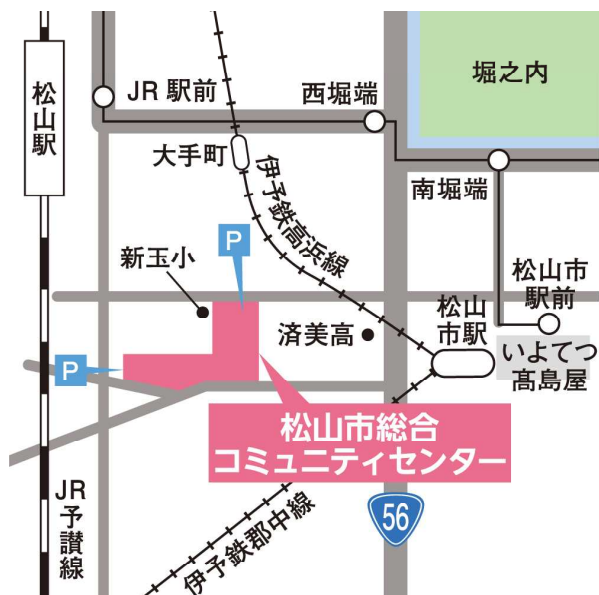 堀之内
JR駅前
西堀端
松山駅
大手町
南堀端
伊予鉄高浜線
P
新玉小
松山市
駅前
松山
市駅
済美高
いよてつ
髙島屋
P
松山市総合
コミュニティセンター
JR予讃線
56
伊予鉄郡中線